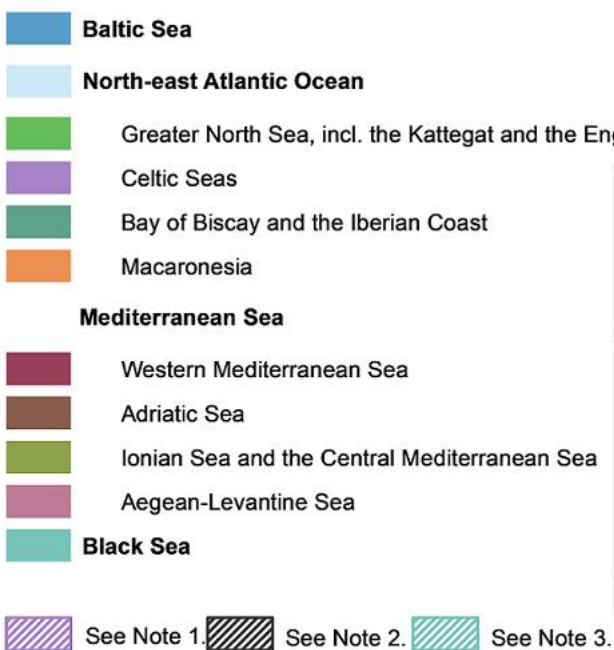 Baltic Sea
North-east Atlantic Ocean
Greater North Sea, incl. the Kattegat and the
Celtic Seas
Bay of Biscay and the Iberian Coast
Macaronesia
Mediterranean Sea
Western Mediterranean Sea
Adriatic Sea
Ionian Sea and the Central Mediterranean Sea
Aegean-Levantine Sea
Black Sea
See Note 1. See Note 2. See Note 3.